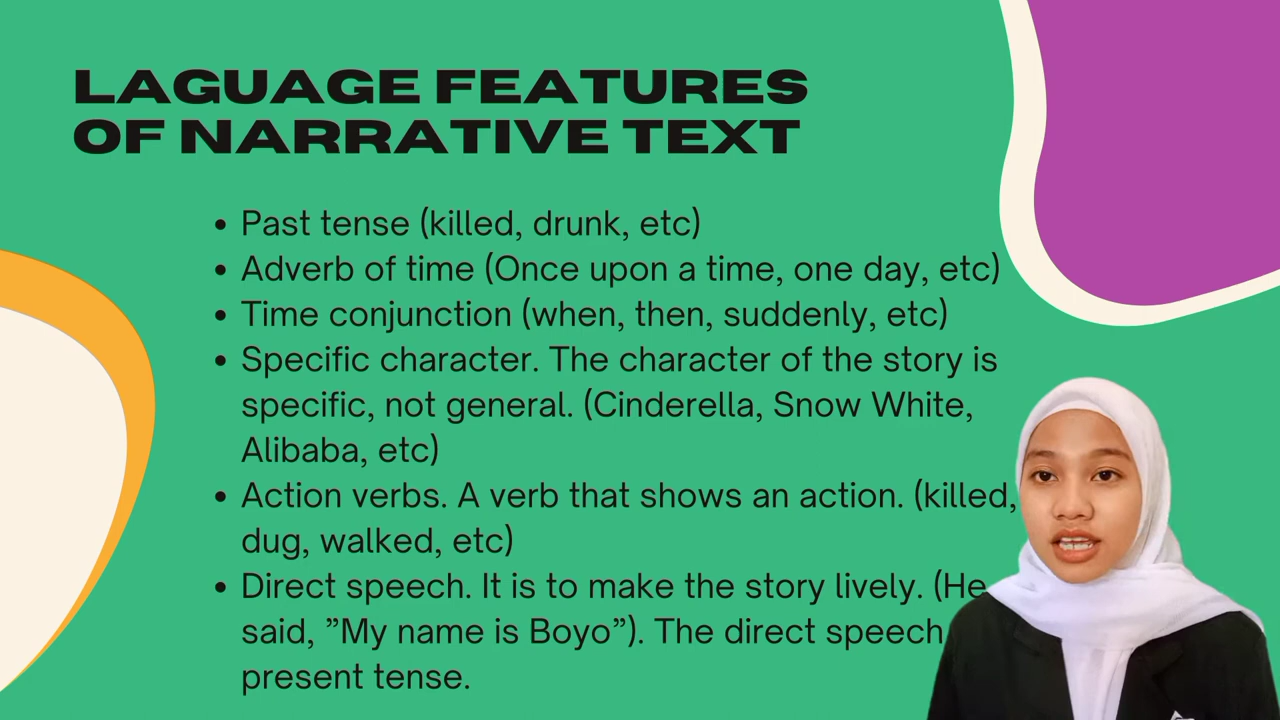 LAGUAGE FEATURES
OF NARRATIVE TEXT
• Past tense (killed, drunk, etc)
• Adverb of time (Once upon a time, one day, etc)
• Time conjunction (when, then, suddenly, etc)
• Specific character. The character of the story is
specific, not general. (Cinderella, Snow White,
Alibaba, etc)
• Action verbs. A verb that shows an action. (killed,
dug, walked, etc)
• Direct speech. It is to make the story lively. (He
said, ”My name is Boyo”). The direct speech
present tense.